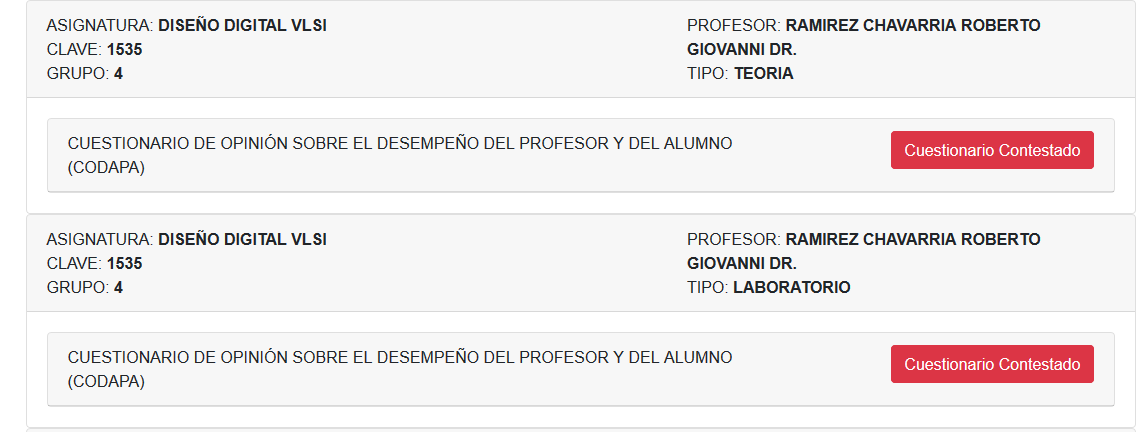 ASIGNATURA: DISEÑO DIGITAL VLSI
CLAVE: 1535
GRUPO: 4
PROFESOR: RAMIREZ CHAVARRIA ROBERTO
GIOVANNI DR.
TIPO: TEORIA
CUESTIONARIO DE OPINIÓN SOBRE EL DESEMPEÑO DEL PROFESOR Y DEL ALUMNO
(CODAPA)
Cuestionario Contestado
ASIGNATURA: DISEÑO DIGITAL VLSI
CLAVE: 1535
GRUPO: 4
PROFESOR: RAMIREZ CHAVARRIA ROBERTO
GIOVANNI DR.
TIPO: LABORATORIO
CUESTIONARIO DE OPINIÓN SOBRE EL DESEMPEÑO DEL PROFESOR Y DEL ALUMNO
(CODAPA)
Cuestionario Contestado